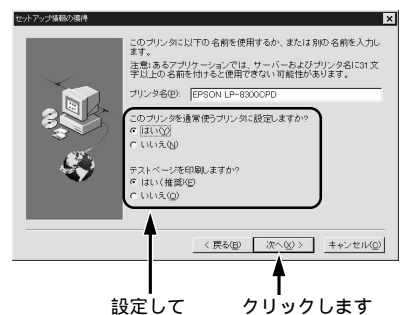 セットアップ情報の獲得
このプリンタに以下の名前を使用するか、または別の名前を入力し
ます。
注意: あるアプリケーションでは、サーバーおよびプリンタ名に31文
字以上の名前を付けると使用できない可能性があります。
プリンタ名(P): EPSON LP-8300CPD
このプリンタを通常使うプリンタに設定しますか?
はい(Y)
いいえ(N)
テストページを印刷しますか?
はい(推奨)(E)
いいえ(O)
< 戻る(B) 次へ(X) > キャンセル(C)
設定して クリックします